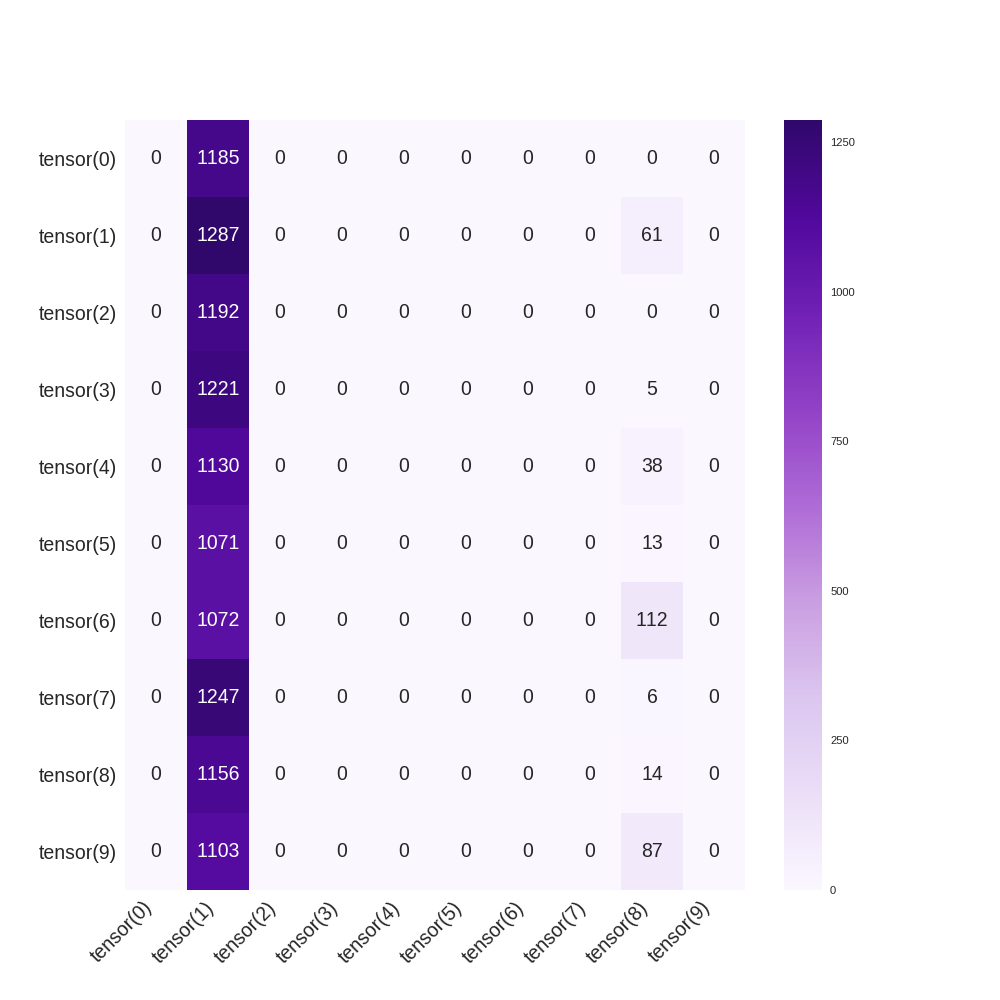 1250
tensor(0) 0 1185 0 0 0 0 0 0 0 0
tensor(1) 0 1287 0 0 0 0 0 0 61 0
1000
tensor(2) 0 1192 0 0 0 0 0 0 0 0
tensor(3) 0 1221 0 0 0 0 0 0 5 0
750
tensor(4) 0 1130 0 0 0 0 0 0 38 0
tensor(5) 0 1071 0 0 0 0 0 0 13 0
500
tensor(6) 0 1072 0 0 0 0 0 0 112 0
tensor(7) 0 1247 0 0 0 0 0 0 6 0
250
tensor(8) 0 1156 0 0 0 0 0 0 14 0
tensor(9) 0 1103 0 0 0 0 0 0 87 0
0
tensor(0) tensor(1) tensor(2) tensor(3) tensor(4) tensor(5) tensor(6) tensor(7) tensor(8) tensor(9)